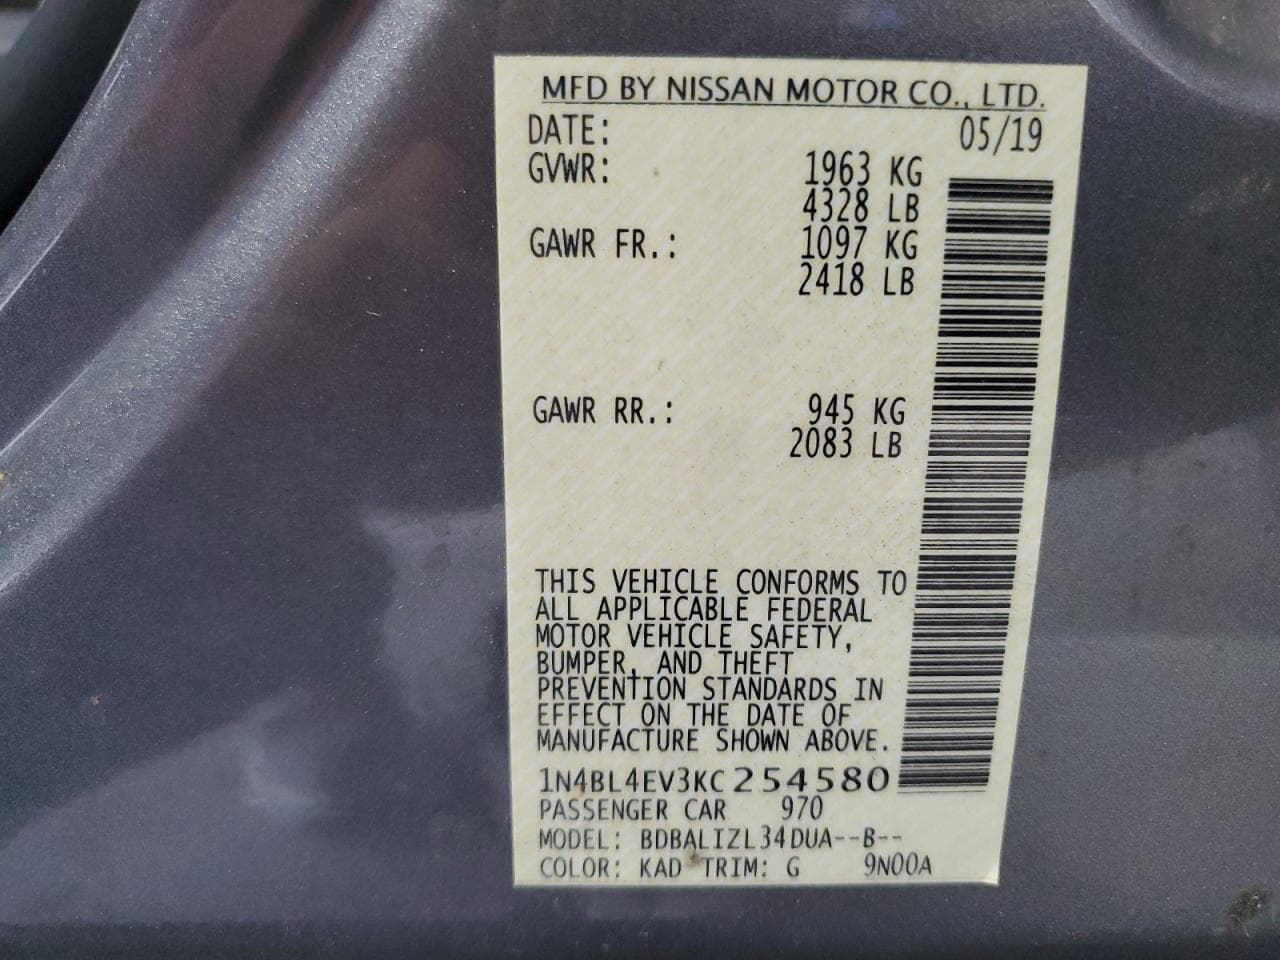 MFD BY NISSAN MOTOR CO., LTD.
DATE: 05/19
GVWR: 1963 KG
4328 LB
GAWR FR.: 1097 KG
2418 LB
GAWR RR.: 945 KG
2083 LB
THIS VEHICLE CONFORMS TO
ALL APPLICABLE FEDERAL
MOTOR VEHICLE SAFETY,
BUMPER, AND THEFT
PREVENTION STANDARDS IN
EFFECT ON THE DATE OF
MANUFACTURE SHOWN ABOVE.
1N4BL4EV3KC254580
PASSENGER CAR 970
MODEL: BDBALIZL34DUA--B--
COLOR: KAD TRIM: G 9N00A